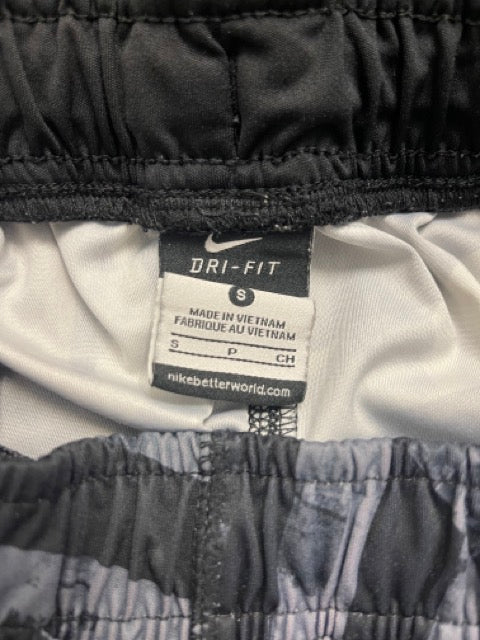 DRI-FIT
S
MADE IN VIETNAM
FABRIQUE AU VIETNAM
S P CH
nikebetterworld.com